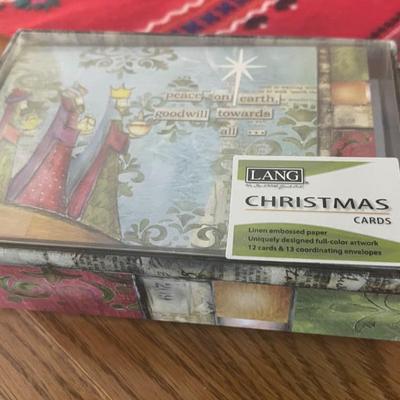 peace on earth,
goodwill towards
all ...
LANG
CHRISTMAS
CARDS
Linen embossed paper
Uniquely designed full-color artwork
12 cards & 13 coordinating envelopes